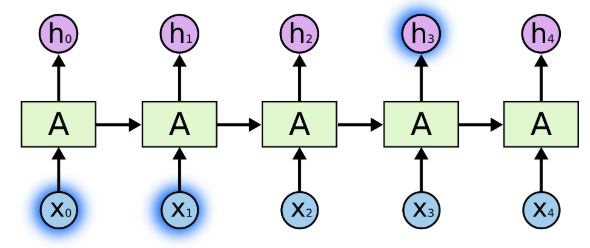 h₀ h₁ h₂ h₃ h₄
A A A A A
x₀ x₁ x₂ x₃ x₄